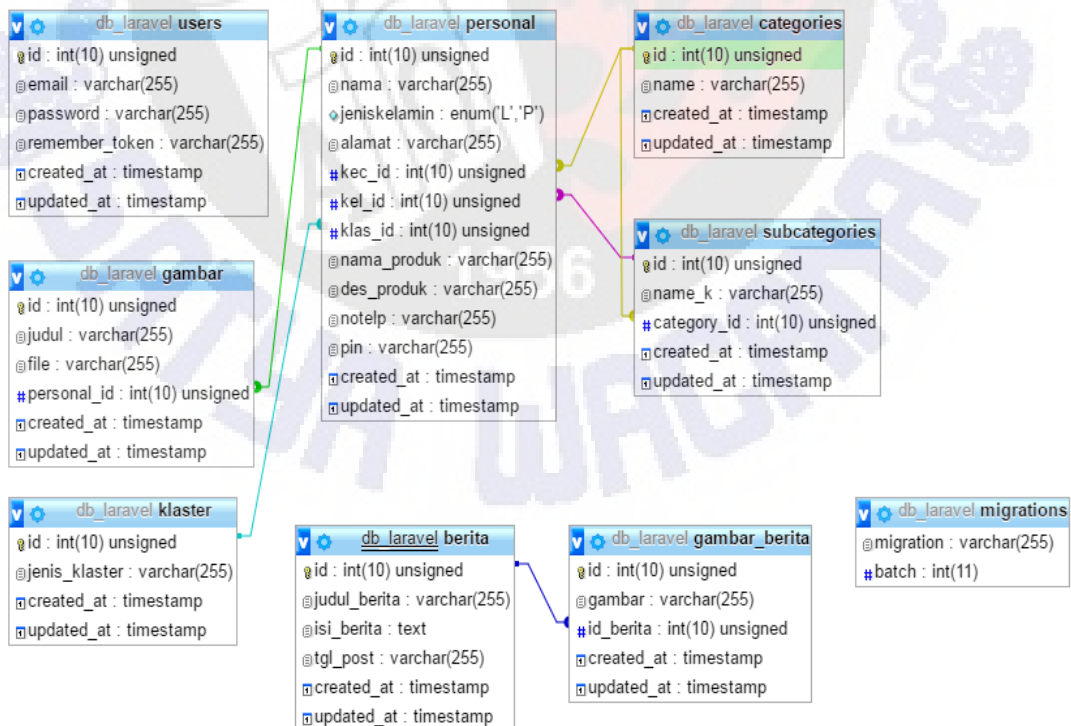 db_laravel users
id : int(10) unsigned
email : varchar(255)
password : varchar(255)
remember_token : varchar(255)
created_at : timestamp
updated_at : timestamp
db_laravel personal
id : int(10) unsigned
nama : varchar(255)
jeniskelamin : enum('L','P')
alamat : varchar(255)
kec_id : int(10) unsigned
kel_id : int(10) unsigned
klas_id : int(10) unsigned
nama_produk : varchar(255)
des_produk : varchar(255)
notelp : varchar(255)
pin : varchar(255)
created_at : timestamp
updated_at : timestamp
db_laravel categories
id : int(10) unsigned
name : varchar(255)
created_at : timestamp
updated_at : timestamp
db_laravel subcategories
id : int(10) unsigned
name_k : varchar(255)
category_id : int(10) unsigned
created_at : timestamp
updated_at : timestamp
db_laravel gambar
id : int(10) unsigned
judul : varchar(255)
file : varchar(255)
personal_id : int(10) unsigned
created_at : timestamp
updated_at : timestamp
db_laravel klaster
id : int(10) unsigned
jenis_klaster : varchar(255)
created_at : timestamp
updated_at : timestamp
db_laravel berita
id : int(10) unsigned
judul_berita : varchar(255)
isi_berita : text
tgl_post : varchar(255)
created_at : timestamp
updated_at : timestamp
db_laravel gambar_berita
id : int(10) unsigned
gambar : varchar(255)
id_berita : int(10) unsigned
created_at : timestamp
updated_at : timestamp
db_laravel migrations
migration : varchar(255)
batch : int(11)
1956
SATYA WACANA